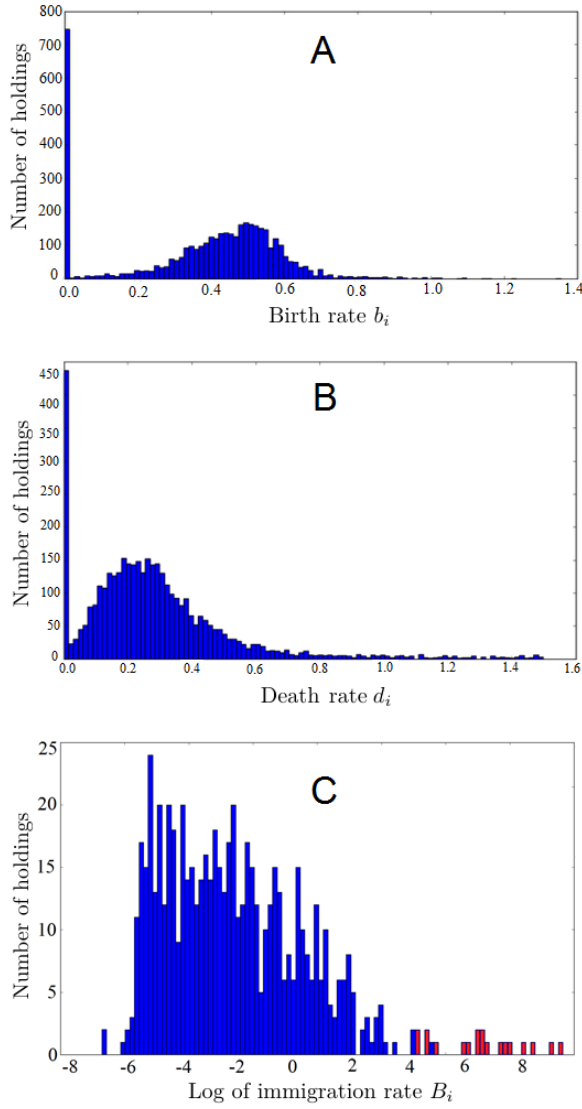 800
700
600
500
400
300
200
100
0
Number of holdings
A
0.0 0.2 0.4 0.6 0.8 1.0 1.2 1.4
Birth rate b_i
450
400
350
300
250
200
150
100
50
0
Number of holdings
B
0.0 0.2 0.4 0.6 0.8 1.0 1.2 1.4 1.6
Death rate d_i
25
20
15
10
5
0
Number of holdings
C
-8 -6 -4 -2 0 2 4 6 8
Log of immigration rate B_i